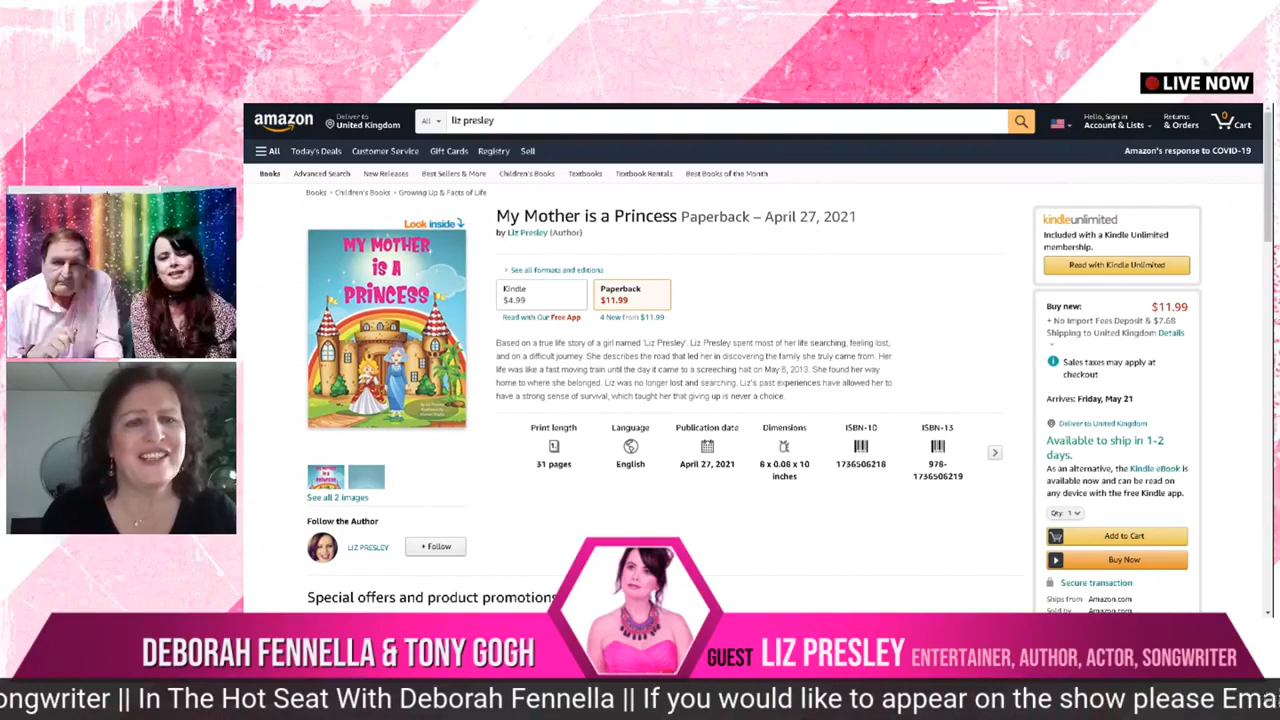 LIVE NOW
amazon
Deliver to
United Kingdom
All
liz presley
Hello, Sign in
Account & Lists
Returns
& Orders
0
Cart
All
Today's Deals
Customer Service
Gift Cards
Registry
Sell
Amazon's response to COVID-19
Books
Advanced Search
New Releases
Best Sellers & More
Children's Books
Textbooks
Textbook Rentals
Best Books of the Month
Books › Children's Books › Growing Up & Facts of Life
Look inside
MY MOTHER
IS A
PRINCESS
See all 2 images
Follow the Author
LIZ PRESLEY
+ Follow
My Mother is a Princess Paperback – April 27, 2021
by Liz Presley (Author)
› See all formats and editions
Kindle
$4.99
Paperback
$11.99
Read with Our Free App
4 New from $11.99
Based on a true life story of a girl named 'Liz Presley'. Liz Presley spent most of her life searching, feeling lost,
and on a difficult journey. She describes the road that led her in discovering the family she truly came from. Her
life was like a fast moving train until the day it came to a screeching halt on May 8, 2013. She found her way
home to where she belonged. Liz was no longer lost and searching. Liz's past experiences have allowed her to
have a strong sense of survival, which taught her that giving up is never a choice.
Print length
31 pages
Language
English
Publication date
April 27, 2021
Dimensions
8 x 0.08 x 10
inches
ISBN-10
1736506218
ISBN-13
978-
1736506219
Special offers and product promotions
kindleunlimited
Included with a Kindle Unlimited
membership.
Read with Kindle Unlimited
Buy new: $11.99
+ No Import Fees Deposit & $7.68
Shipping to United Kingdom Details
Sales taxes may apply at
checkout
Arrives: Friday, May 21
Deliver to United Kingdom
Available to ship in 1-2
days.
As an alternative, the Kindle eBook is
available now and can be read on
any device with the free Kindle app.
Qty: 1
Add to Cart
Buy Now
Secure transaction
Ships from Amazon.com
Sold by Amazon.com
DEBORAH FENNELLA & TONY GOGH
GUEST LIZ PRESLEY ENTERTAINER, AUTHOR, ACTOR, SONGWRITER
ongwriter || In The Hot Seat With Deborah Fennella || If you would like to appear on the show please Ema